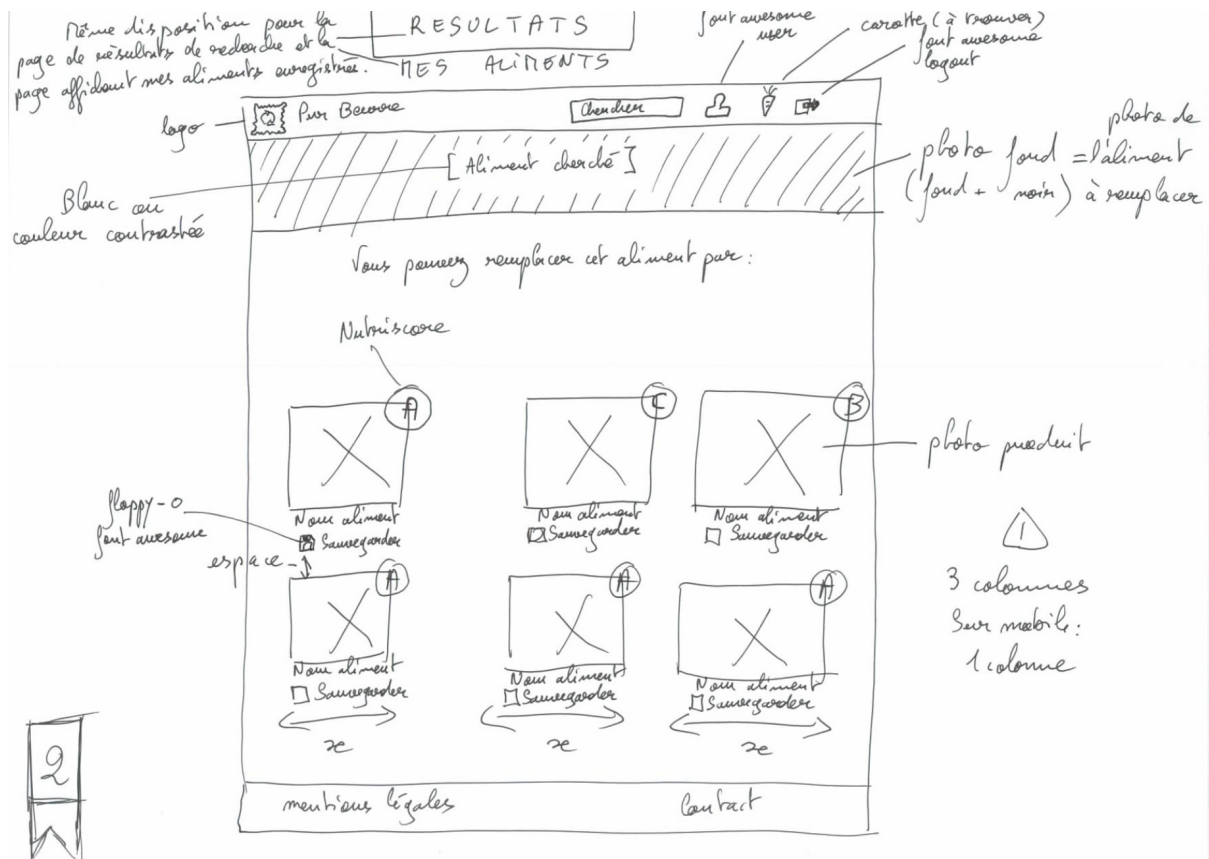 Même disposition pour la
page de résultats de recherche et la
page affichant mes aliments enregistrés.
RESULTATS
MES ALIMENTS
font awesome
user
carotte (à trouver)
font awesome
logout
logo
Pur Beurre
Chercher
[Aliment cherché]
Blanc ou
couleur contrastée
photo fond = photo de l'aliment
(fond + noir) à remplacer
Vous pouvez remplacer cet aliment par :
Nutriscore
A
C
B
photo produit
Nom aliment
Nom aliment
Nom aliment
floppy-o
font awesome
Sauvegarder
Sauvegarder
Sauvegarder
espace
A
A
A
!
3 colonnes
Sur mobile :
1 colonne
Nom aliment
Nom aliment
Nom aliment
Sauvegarder
Sauvegarder
Sauvegarder
x
x
x
2
mentions légales
Contact